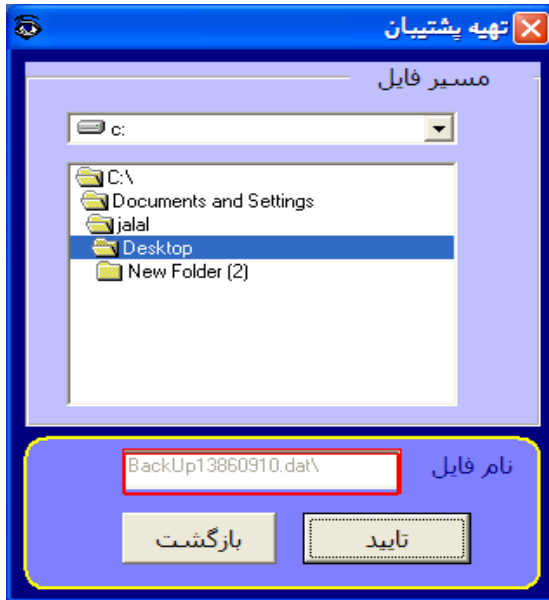 تهیه پشتیبان
مسیر فایل
c:
C:\
Documents and Settings
jalal
Desktop
New Folder (2)
نام فایل
BackUp13860910.dat\
تایید
بازگشت